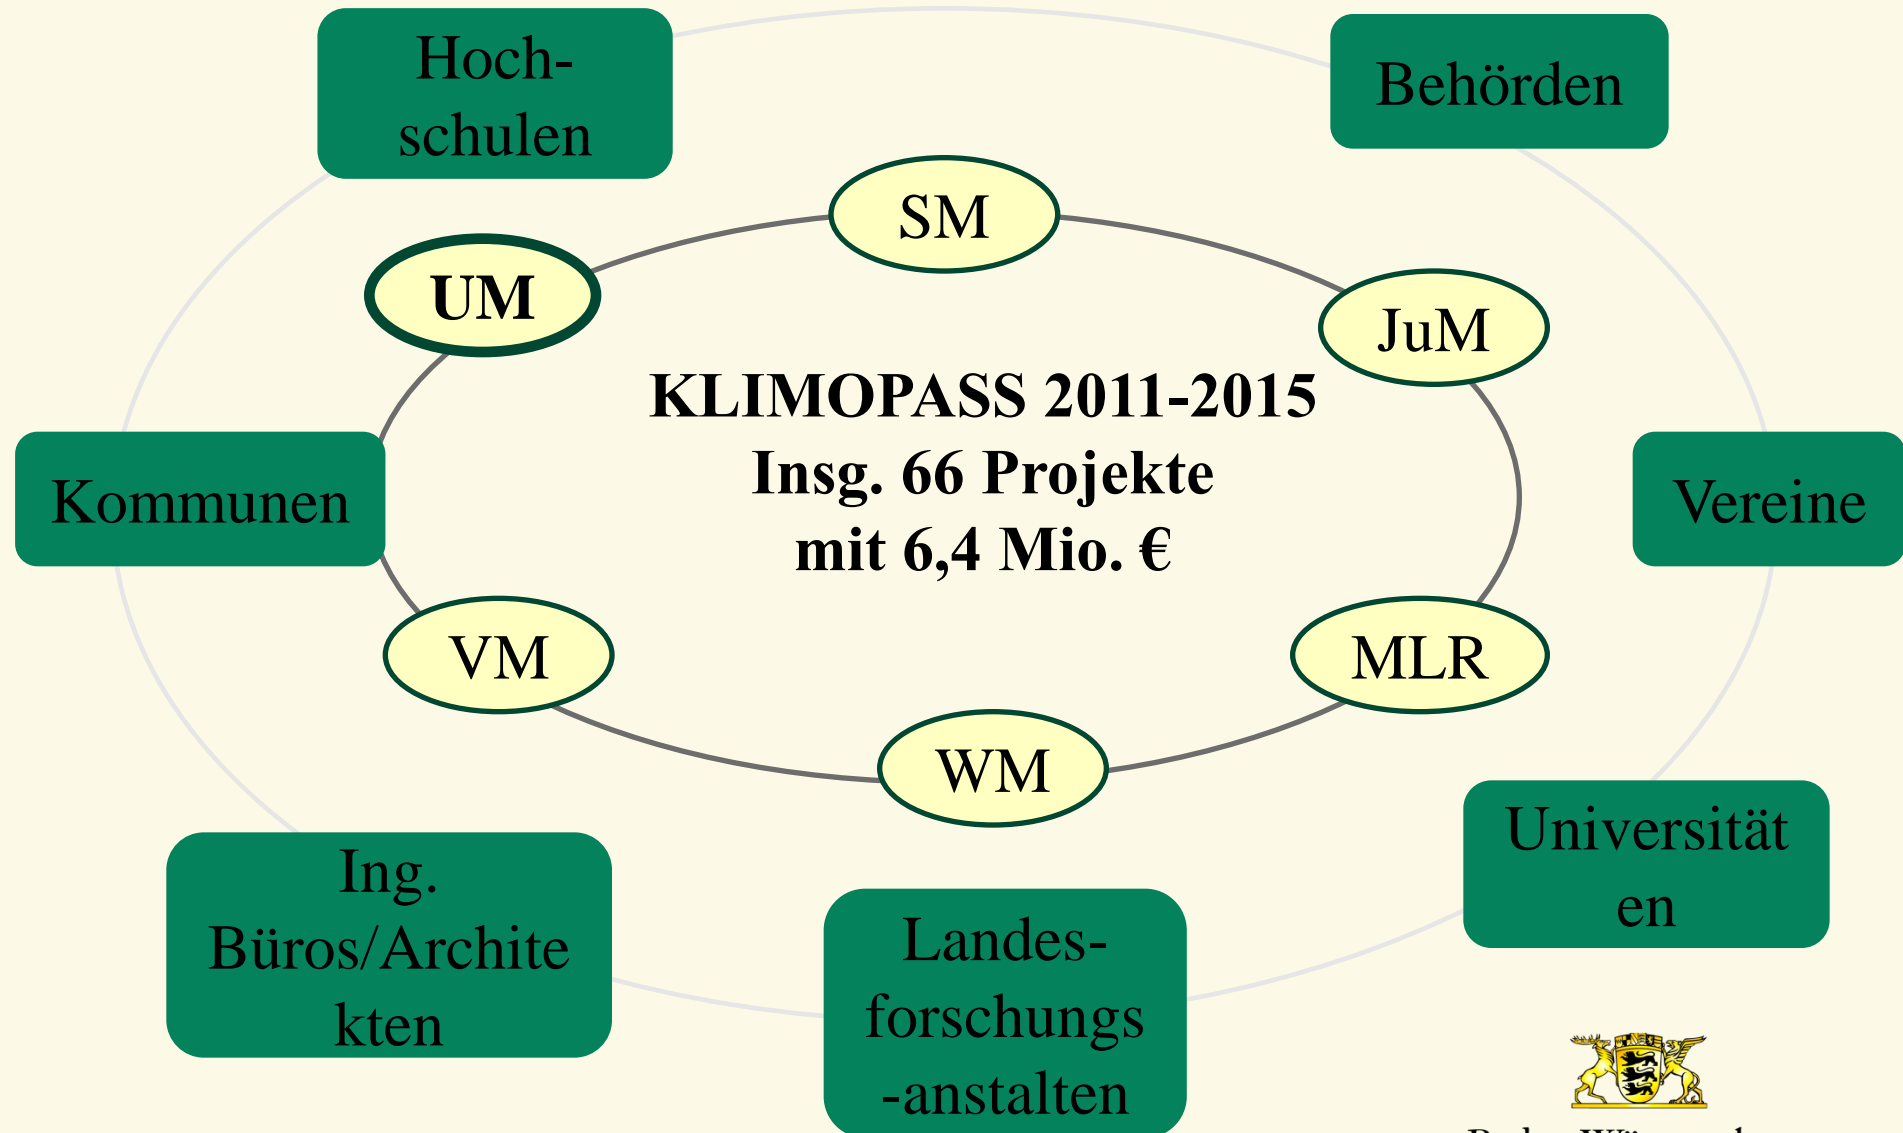 Hoch-
schulen
Behörden
SM
UM
JuM
KLIMOPASS 2011-2015
Insg. 66 Projekte
mit 6,4 Mio. €
Kommunen
Vereine
VM
MLR
WM
Universität
en
Ing.
Büros/Archite
kten
Landes-
forschungs
-anstalten